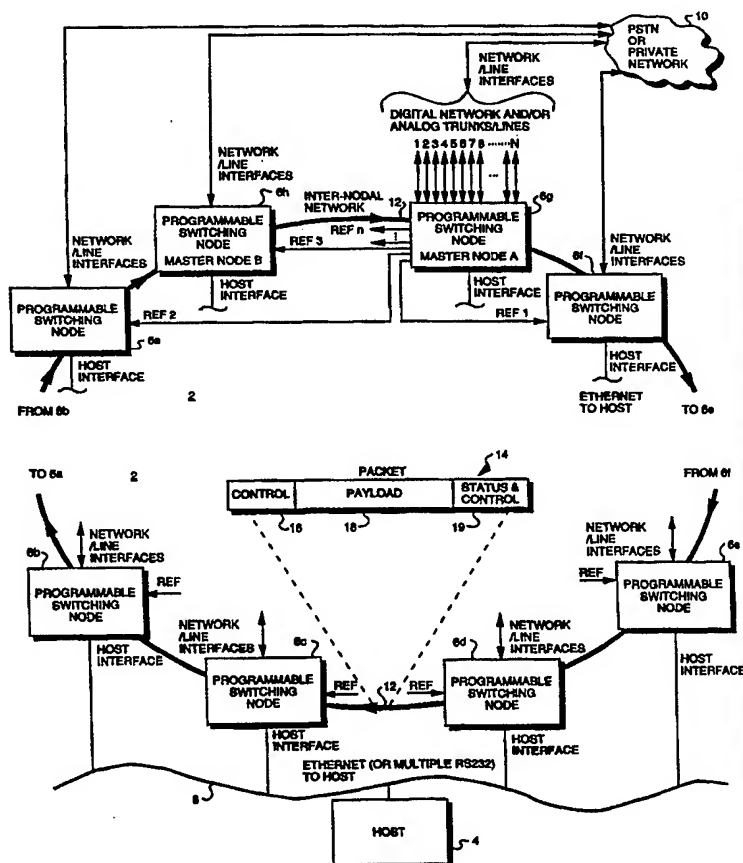 10
PSTN
OR
PRIVATE
NETWORK
NETWORK
/LINE
INTERFACES
DIGITAL NETWORK AND/OR
ANALOG TRUNKS/LINES
1 2 3 4 5 6 7 8 ........ N
...
NETWORK
/LINE
INTERFACES
6h
PROGRAMMABLE
SWITCHING
NODE
MASTER NODE B
INTER-NODAL
NETWORK
12
REF n
REF 3
6g
PROGRAMMABLE
SWITCHING
NODE
MASTER NODE A
NETWORK
/LINE
INTERFACES
HOST
INTERFACE
HOST
INTERFACE
6f
NETWORK
/LINE
INTERFACES
PROGRAMMABLE
SWITCHING
NODE
6a
REF 2
REF 1
PROGRAMMABLE
SWITCHING
NODE
HOST
INTERFACE
FROM 6b
2
HOST
INTERFACE
ETHERNET
TO HOST
TO 6e
TO 6a
2
PACKET
14
CONTROL
PAYLOAD
STATUS &
CONTROL
16
18
19
FROM 6f
6b
NETWORK
/LINE
INTERFACES
PROGRAMMABLE
SWITCHING
NODE
REF
NETWORK
/LINE
INTERFACES
6e
REF
PROGRAMMABLE
SWITCHING
NODE
HOST
INTERFACE
NETWORK
/LINE
INTERFACES
6c
PROGRAMMABLE
SWITCHING
NODE
REF
12
REF
6d
NETWORK
/LINE
INTERFACES
PROGRAMMABLE
SWITCHING
NODE
HOST
INTERFACE
HOST
INTERFACE
HOST
INTERFACE
ETHERNET (OR MULTIPLE RS232)
TO HOST
HOST
4